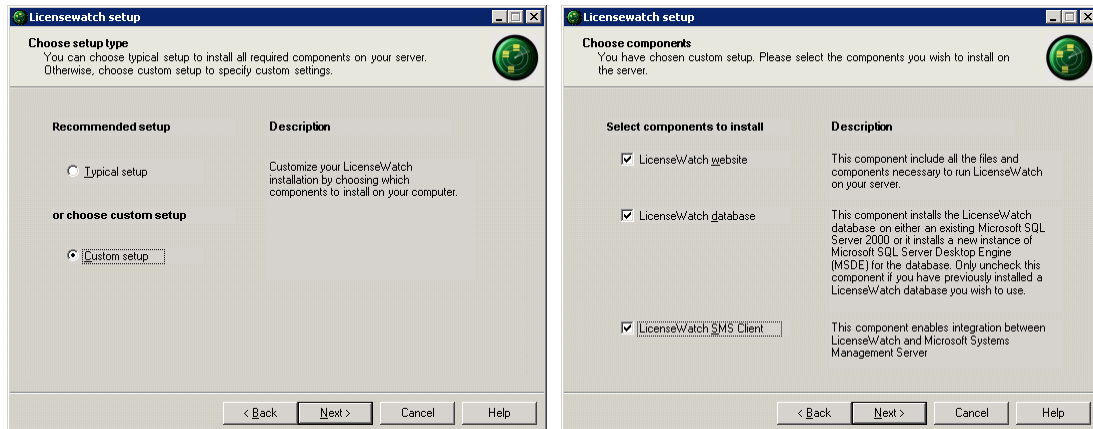 Licensewatch setup
Choose setup type
You can choose typical setup to install all required components on your server.
Otherwise, choose custom setup to specify custom settings.
Recommended setup
Description
Typical setup
Customize your LicenseWatch
installation by choosing which
components to install on your computer.
or choose custom setup
Custom setup
< Back
Next >
Cancel
Help
Licensewatch setup
Choose components
You have chosen custom setup. Please select the components you wish to install on
the server.
Select components to install
Description
LicenseWatch website
This component include all the files and
components necessary to run LicenseWatch
on your server.
LicenseWatch database
This component installs the LicenseWatch
database on either an existing Microsoft SQL
Server 2000 or it installs a new instance of
Microsoft SQL Server Desktop Engine
(MSDE) for the database. Only uncheck this
component if you have previously installed a
LicenseWatch database you wish to use.
LicenseWatch SMS Client
This component enables integration between
LicenseWatch and Microsoft Systems
Management Server
< Back
Next >
Cancel
Help